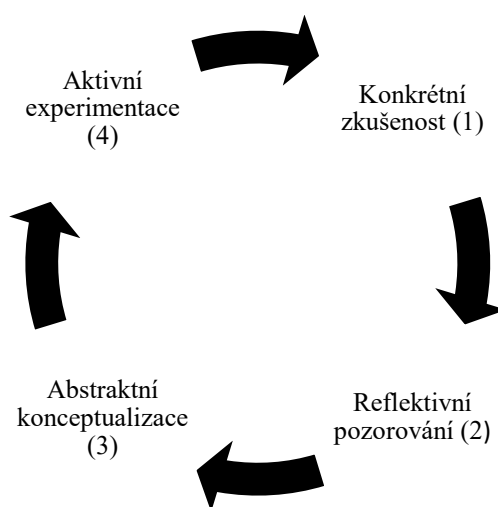 Konkrétní
zkušenost (1)
Reflektivní
pozorování (2)
Abstraktní
konceptualizace
(3)
Aktivní
experimentace
(4)